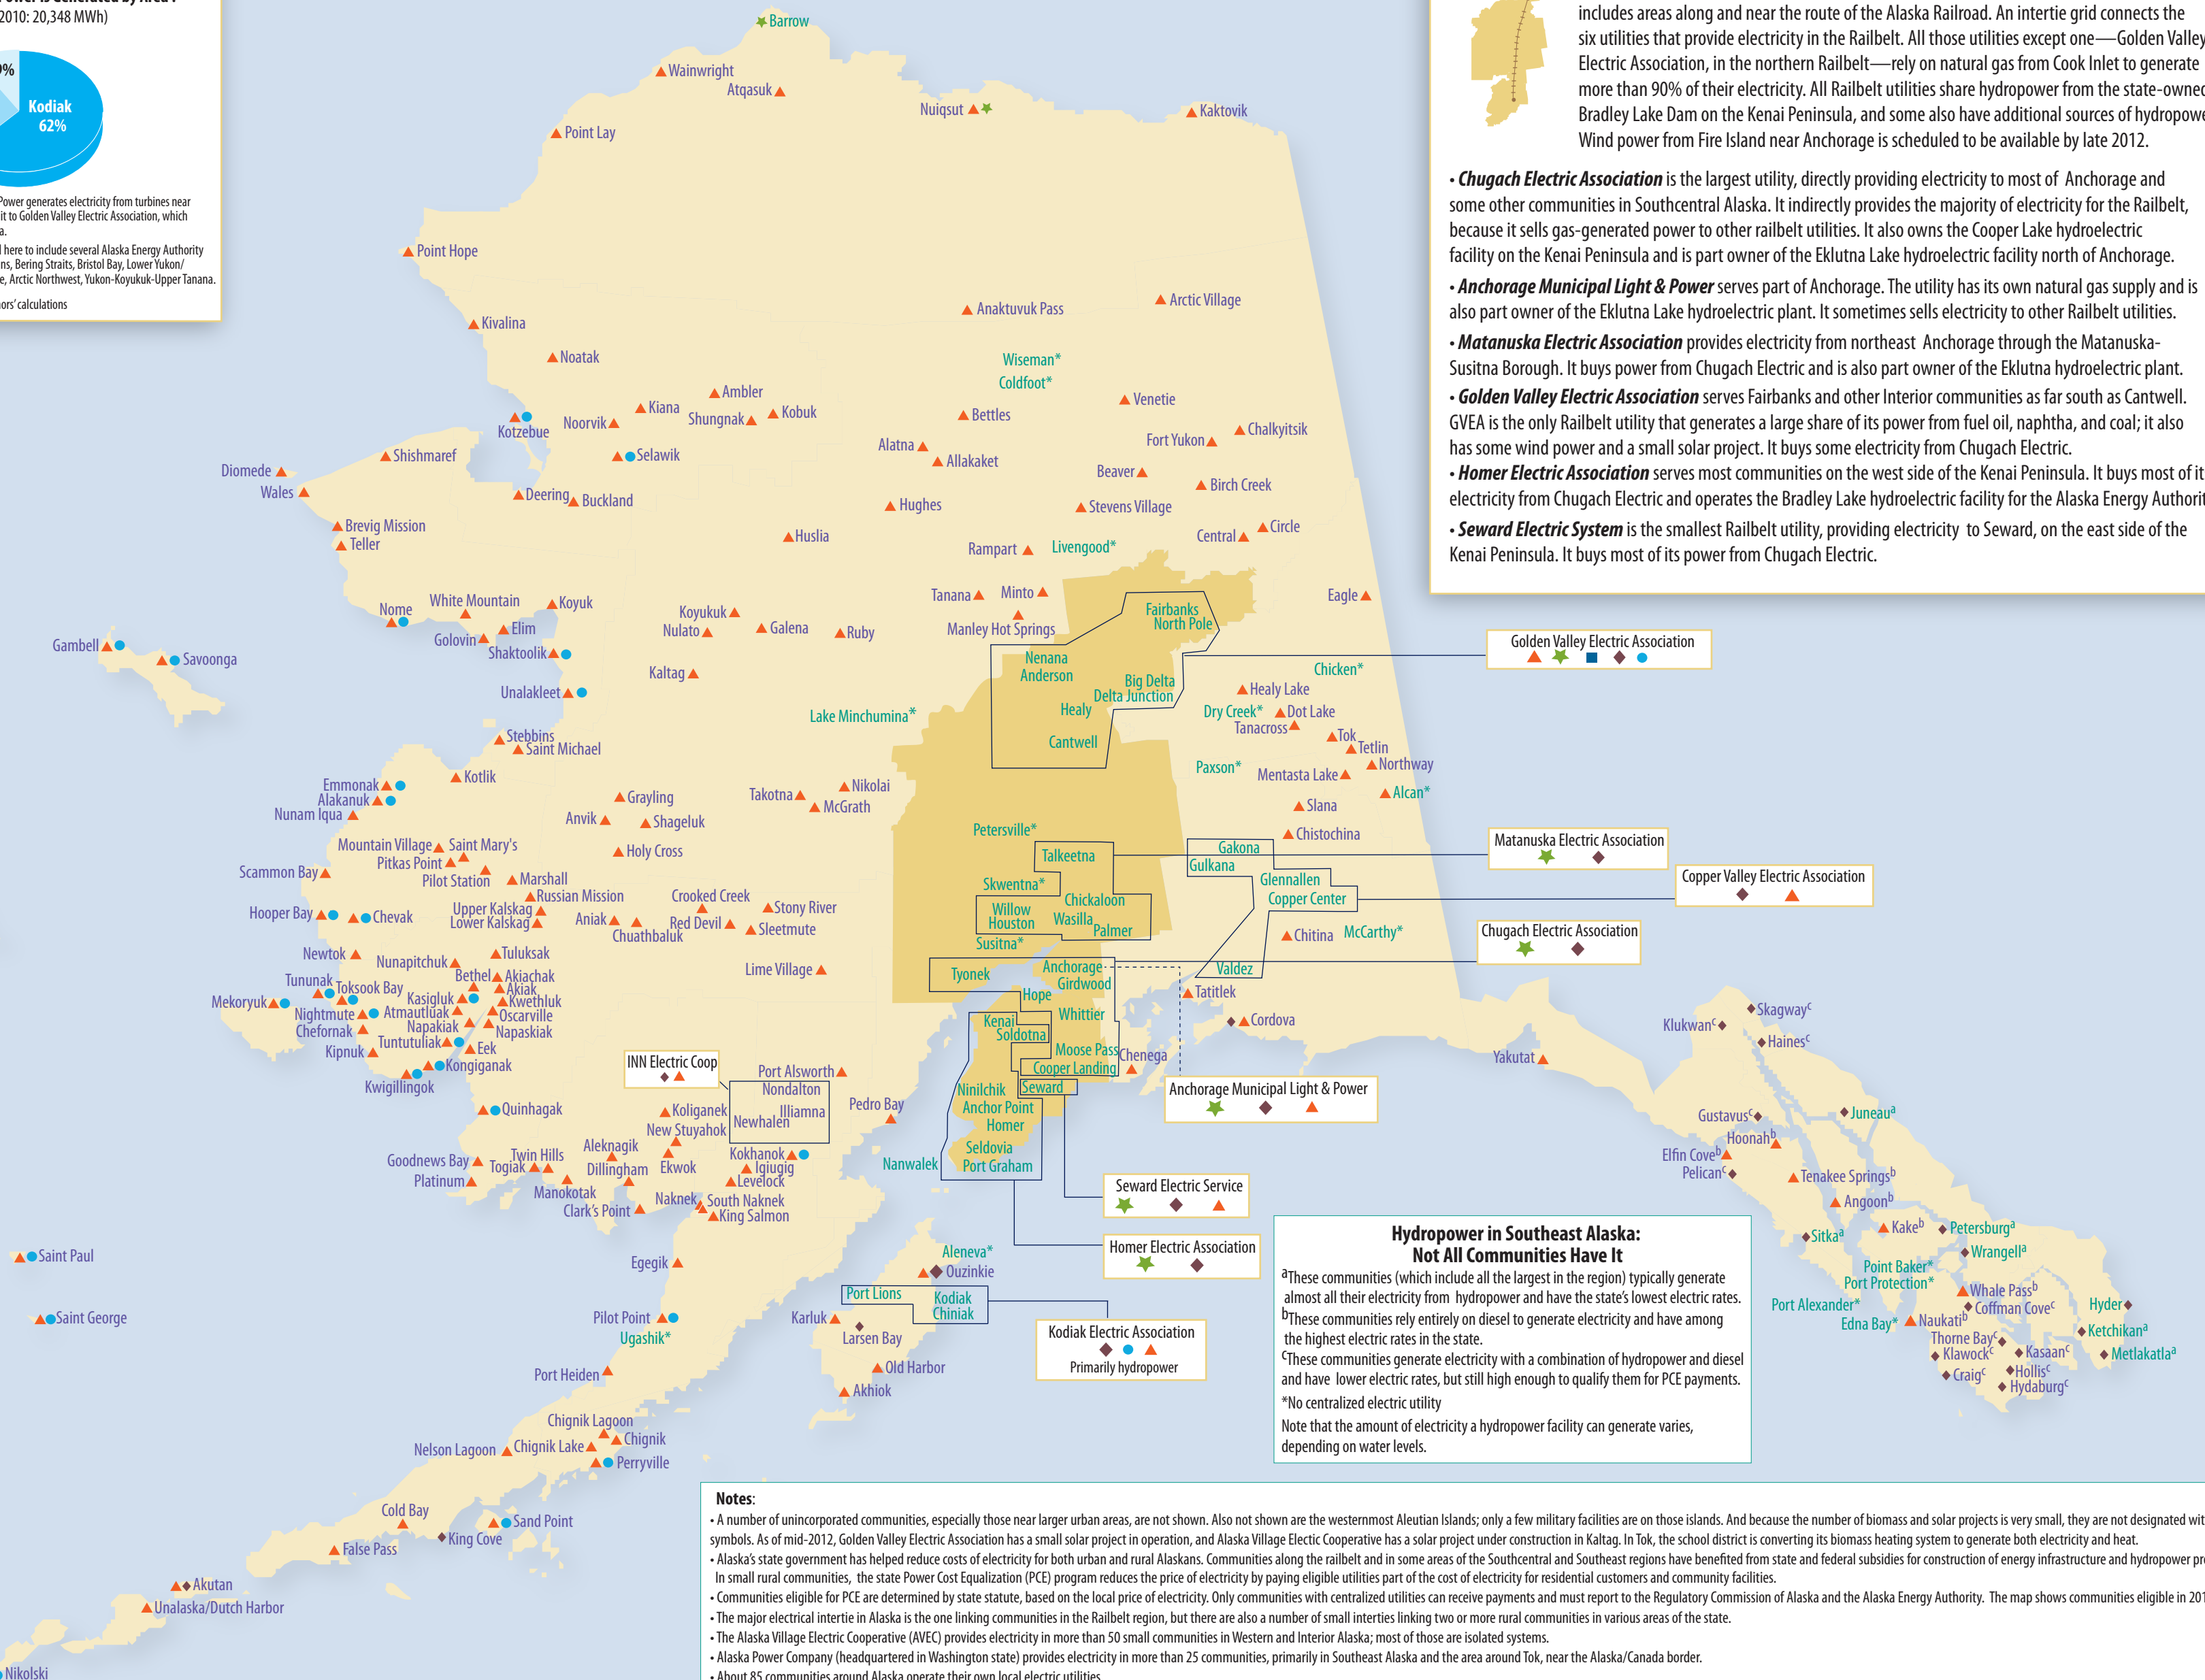 Power is Generated by Area
2010: 20,348 MWh)
9%
Kodiak
62%
Power generates electricity from turbines near
it to Golden Valley Electric Association, which
a.
here to include several Alaska Energy Authority
ns, Bering Straits, Bristol Bay, Lower Yukon/
e, Arctic Northwest, Yukon-Koyukuk-Upper Tanana.
ors' calculations
includes areas along and near the route of the Alaska Railroad. An intertie grid connects the
six utilities that provide electricity in the Railbelt. All those utilities except one—Golden Valley
Electric Association, in the northern Railbelt—rely on natural gas from Cook Inlet to generate
more than 90% of their electricity. All Railbelt utilities share hydropower from the state-owned
Bradley Lake Dam on the Kenai Peninsula, and some also have additional sources of hydropowe
Wind power from Fire Island near Anchorage is scheduled to be available by late 2012.
• Chugach Electric Association is the largest utility, directly providing electricity to most of Anchorage and
some other communities in Southcentral Alaska. It indirectly provides the majority of electricity for the Railbelt,
because it sells gas-generated power to other railbelt utilities. It also owns the Cooper Lake hydroelectric
facility on the Kenai Peninsula and is part owner of the Eklutna Lake hydroelectric facility north of Anchorage.
• Anchorage Municipal Light & Power serves part of Anchorage. The utility has its own natural gas supply and is
also part owner of the Eklutna Lake hydroelectric plant. It sometimes sells electricity to other Railbelt utilities.
• Matanuska Electric Association provides electricity from northeast Anchorage through the Matanuska-
Susitna Borough. It buys power from Chugach Electric and is also part owner of the Eklutna hydroelectric plant.
• Golden Valley Electric Association serves Fairbanks and other Interior communities as far south as Cantwell.
GVEA is the only Railbelt utility that generates a large share of its power from fuel oil, naphtha, and coal; it also
has some wind power and a small solar project. It buys some electricity from Chugach Electric.
• Homer Electric Association serves most communities on the west side of the Kenai Peninsula. It buys most of it
electricity from Chugach Electric and operates the Bradley Lake hydroelectric facility for the Alaska Energy Authorit
• Seward Electric System is the smallest Railbelt utility, providing electricity to Seward, on the east side of the
Kenai Peninsula. It buys most of its power from Chugach Electric.
Barrow
Wainwright
Atqasuk
Nuiqsut
Kaktovik
Point Lay
Point Hope
Arctic Village
Anaktuvuk Pass
Kivalina
Noatak
Wiseman*
Coldfoot*
Ambler
Venetie
Kiana
Kobuk
Bettles
Shungnak
Noorvik
Kotzebue
Chalkyitsik
Fort Yukon
Alatna
Allakaket
Shishmaref
Selawik
Diomede
Beaver
Birch Creek
Wales
Deering
Buckland
Hughes
Stevens Village
Brevig Mission
Circle
Central
Huslia
Teller
Rampart
Livengood*
Tanana
Minto
Eagle
White Mountain
Koyuk
Nome
Koyukuk
Manley Hot Springs
Fairbanks
North Pole
Elim
Golovin
Nulato
Galena
Ruby
Gambell
Shaktoolik
Savoonga
Golden Valley Electric Association
Nenana
Anderson
Kaltag
Chicken*
Big Delta
Delta Junction
Healy Lake
Unalakleet
Healy
Lake Minchumina*
Dry Creek*
Dot Lake
Tanacross
Cantwell
Tok
Tetlin
Stebbins
Saint Michael
Paxson*
Northway
Mentasta Lake
Kotlik
Emmonak
Alakanuk
Nunam Iqua
Nikolai
Takotna
McGrath
Grayling
Alcan*
Slana
Anvik
Shageluk
Petersville*
Chistochina
Mountain Village
Saint Mary's
Pitkas Point
Holy Cross
Talkeetna
Gakona
Gulkana
Matanuska Electric Association
Scammon Bay
Pilot Station
Marshall
Skwentna*
Glennallen
Copper Center
Copper Valley Electric Association
Russian Mission
Crooked Creek
Chickaloon
Upper Kalskag
Lower Kalskag
Stony River
Willow
Houston
Wasilla
Palmer
Hooper Bay
Chevak
Aniak
Chuathbaluk
Red Devil
Sleetmute
Susitna*
Chitina
McCarthy*
Chugach Electric Association
Newtok
Tuluksak
Nunapitchuk
Lime Village
Tyonek
Anchorage
Girdwood
Valdez
Bethel
Akiachak
Akiak
Tununak
Toksook Bay
Kasigluk
Kwethluk
Mekoryuk
Nightmute
Atmautluak
Oscarville
Hope
Tatitlek
Chefornak
Napakiak
Napaskiak
Kenai
Soldotna
Whittier
Cordova
Kipnuk
Tuntutuliak
Eek
Moose Pass
Chenega
Kongiganak
Kwigillingok
INN Electric Coop
Port Alsworth
Cooper Landing
Seward
Nondalton
Ninilchik
Anchorage Municipal Light & Power
Quinhagak
Koliganek
Illiamna
Newhalen
Pedro Bay
Anchor Point
Homer
New Stuyahok
Aleknagik
Kokhanok
Seldovia
Nanwalek
Port Graham
Goodnews Bay
Twin Hills
Togiak
Dillingham
Ekwok
Igiugig
Platinum
Manokotak
Levelock
Naknek
South Naknek
Clark's Point
King Salmon
Seward Electric Service
Homer Electric Association
Saint Paul
Egegik
Aleneva*
Ouzinkie
Port Lions
Kodiak
Chiniak
Saint George
Pilot Point
Ugashik*
Karluk
Larsen Bay
Kodiak Electric Association
Primarily hydropower
Old Harbor
Port Heiden
Akhiok
Chignik Lagoon
Chignik
Nelson Lagoon
Chignik Lake
Perryville
Cold Bay
Sand Point
King Cove
False Pass
Akutan
Unalaska/Dutch Harbor
Nikolski
Yakutat
Skagwayc
Klukwanc
Hainesc
Gustavusc
Juneaua
Hoonahb
Elfin Coveb
Pelicanc
Tenakee Springsb
Angoonb
Kakeb
Petersburga
Sitkaa
Wrangella
Point Baker*
Port Protection*
Whale Passb
Port Alexander*
Coffman Covec
Hyder
Edna Bay*
Naukatib
Ketchikana
Thorne Bayc
Klawockc
Kasaanc
Metlakatlaa
Craigc
Hollisc
Hydaburgc
Hydropower in Southeast Alaska:
Not All Communities Have It
aThese communities (which include all the largest in the region) typically generate
almost all their electricity from hydropower and have the state's lowest electric rates.
bThese communities rely entirely on diesel to generate electricity and have among
the highest electric rates in the state.
cThese communities generate electricity with a combination of hydropower and diesel
and have lower electric rates, but still high enough to qualify them for PCE payments.
*No centralized electric utility
Note that the amount of electricity a hydropower facility can generate varies,
depending on water levels.
Notes:
• A number of unincorporated communities, especially those near larger urban areas, are not shown. Also not shown are the westernmost Aleutian Islands; only a few military facilities are on those islands. And because the number of biomass and solar projects is very small, they are not designated wit
symbols. As of mid-2012, Golden Valley Electric Association has a small solar project in operation, and Alaska Village Electic Cooperative has a solar project under construction in Kaltag. In Tok, the school district is converting its biomass heating system to generate both electricity and heat.
• Alaska's state government has helped reduce costs of electricity for both urban and rural Alaskans. Communities along the railbelt and in some areas of the Southcentral and Southeast regions have benefited from state and federal subsidies for construction of energy infrastructure and hydropower pr
In small rural communities, the state Power Cost Equalization (PCE) program reduces the price of electricity by paying eligible utilities part of the cost of electricity for residential customers and community facilities.
• Communities eligible for PCE are determined by state statute, based on the local price of electricity. Only communities with centralized utilities can receive payments and must report to the Regulatory Commission of Alaska and the Alaska Energy Authority. The map shows communities eligible in 201
• The major electrical intertie in Alaska is the one linking communities in the Railbelt region, but there are also a number of small interties linking two or more rural communities in various areas of the state.
• The Alaska Village Electric Cooperative (AVEC) provides electricity in more than 50 small communities in Western and Interior Alaska; most of those are isolated systems.
• Alaska Power Company (headquartered in Washington state) provides electricity in more than 25 communities, primarily in Southeast Alaska and the area around Tok, near the Alaska/Canada border.
• About 85 communities around Alaska operate their own local electric utilities.